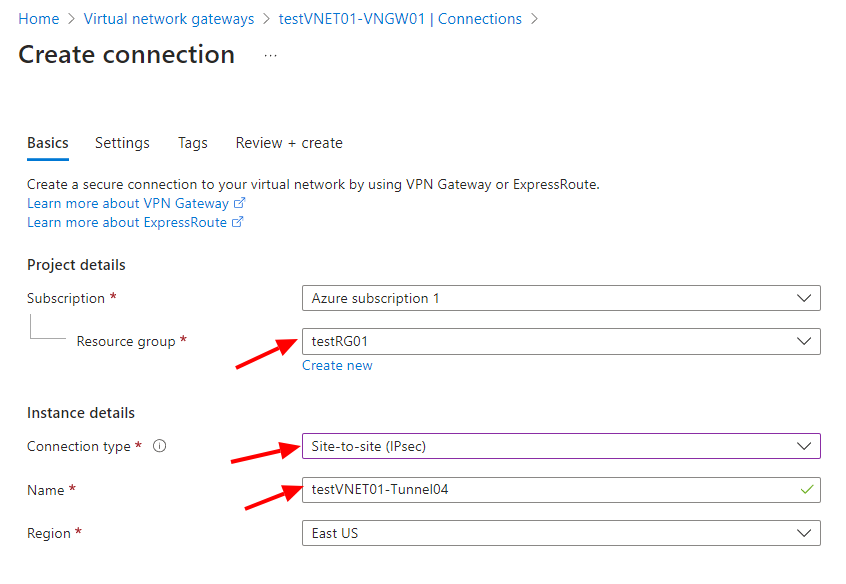 Home > Virtual network gateways > testVNET01-VNGW01 | Connections >
Create connection ...
Basics Settings Tags Review + create
Create a secure connection to your virtual network by using VPN Gateway or ExpressRoute.
Learn more about VPN Gateway
Learn more about ExpressRoute
Project details
Subscription * Azure subscription 1
Resource group * testRG01
Create new
Instance details
Connection type * Site-to-site (IPsec)
Name * testVNET01-Tunnel04
Region * East US